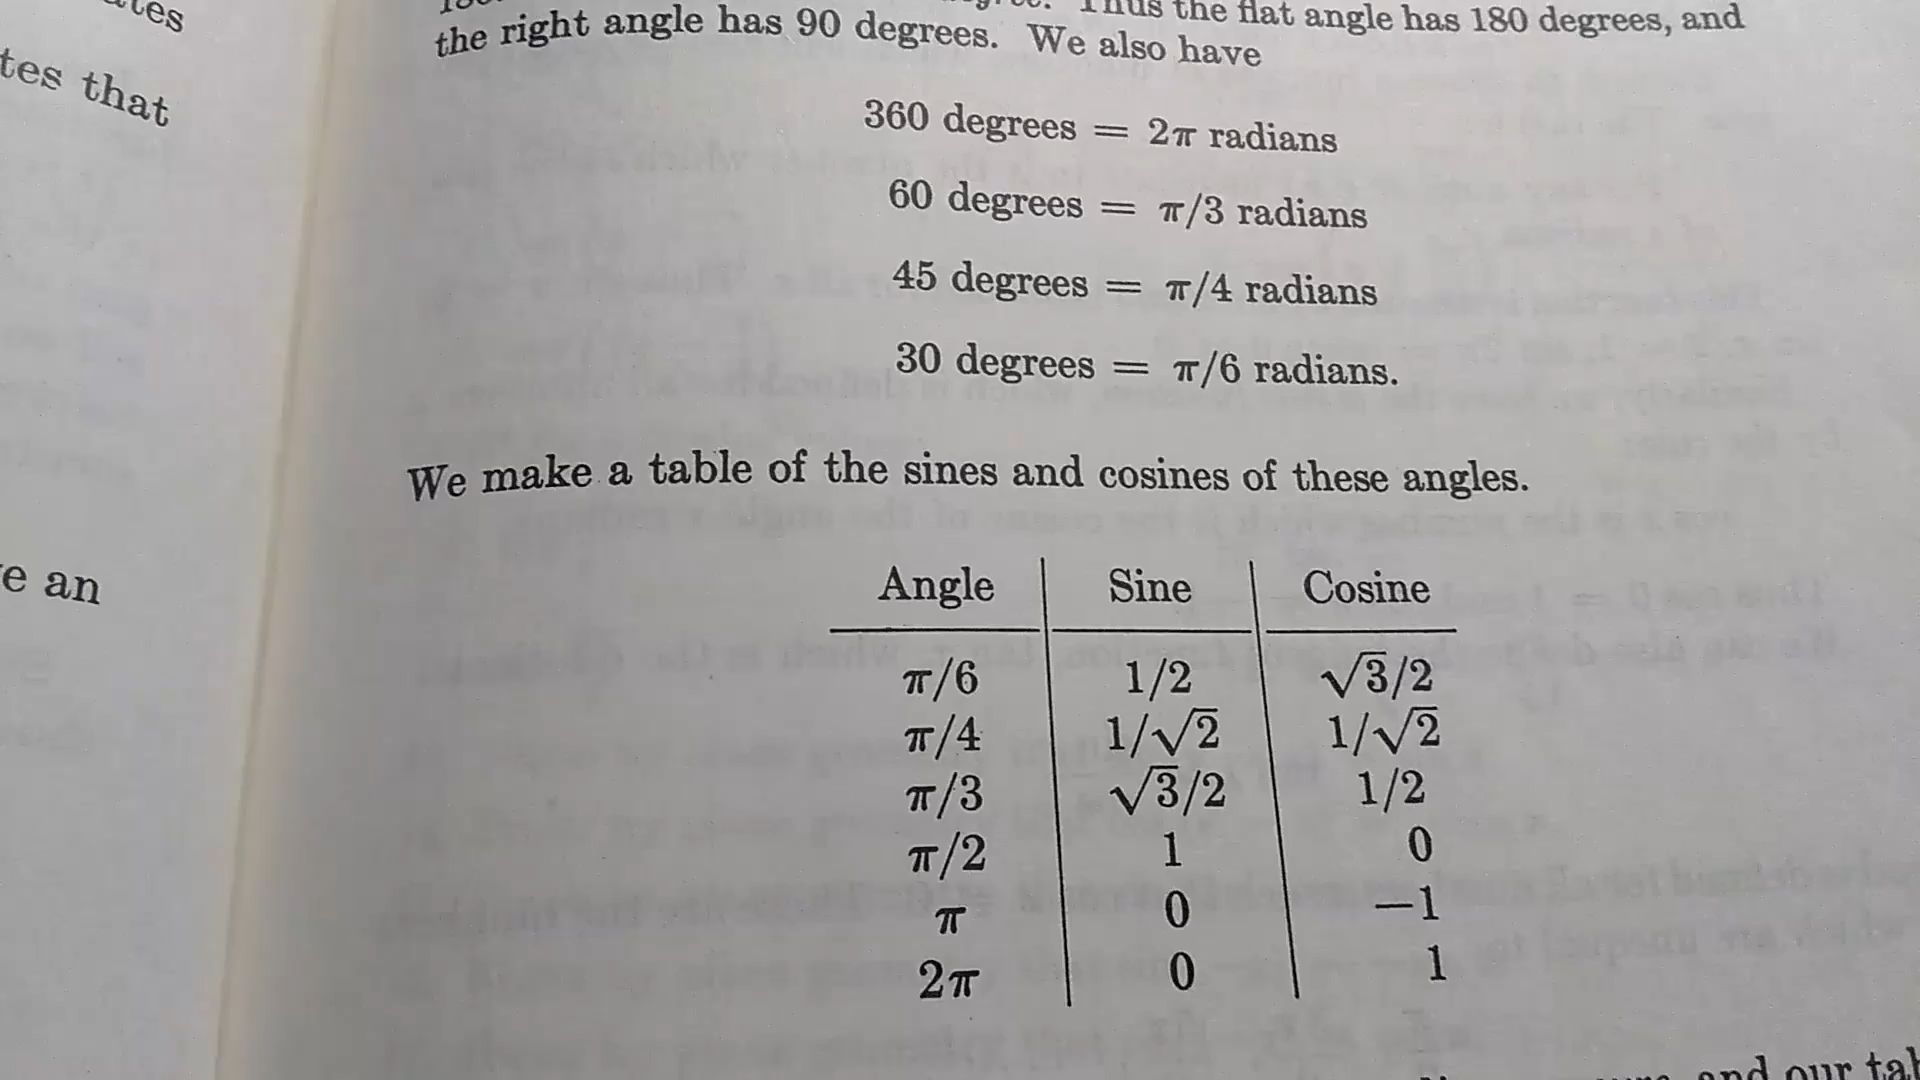 tes
tes that
e an
Thus the flat angle has 180 degrees, and
the right angle has 90 degrees. We also have
360 degrees = 2π radians
60 degrees = π/3 radians
45 degrees = π/4 radians
30 degrees = π/6 radians.
We make a table of the sines and cosines of these angles.
Angle Sine Cosine
π/6 1/2 √3/2
π/4 1/√2 1/√2
π/3 √3/2 1/2
π/2 1 0
π 0 −1
2π 0 1
and our tab